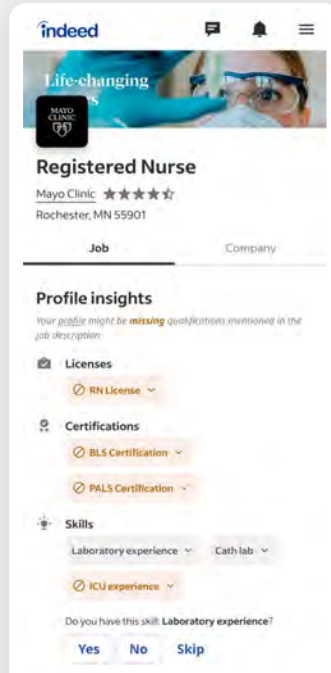 indeed
Life-changing
MAYO
CLINIC
Registered Nurse
Mayo Clinic
Rochester, MN 55901
Job Company
Profile insights
Your profile might be missing qualifications mentioned in the
job description
Licenses
RN License
Certifications
BLS Certification
PALS Certification
Skills
Laboratory experience Cath lab
ICU experience
Do you have this skill: Laboratory experience?
Yes No Skip